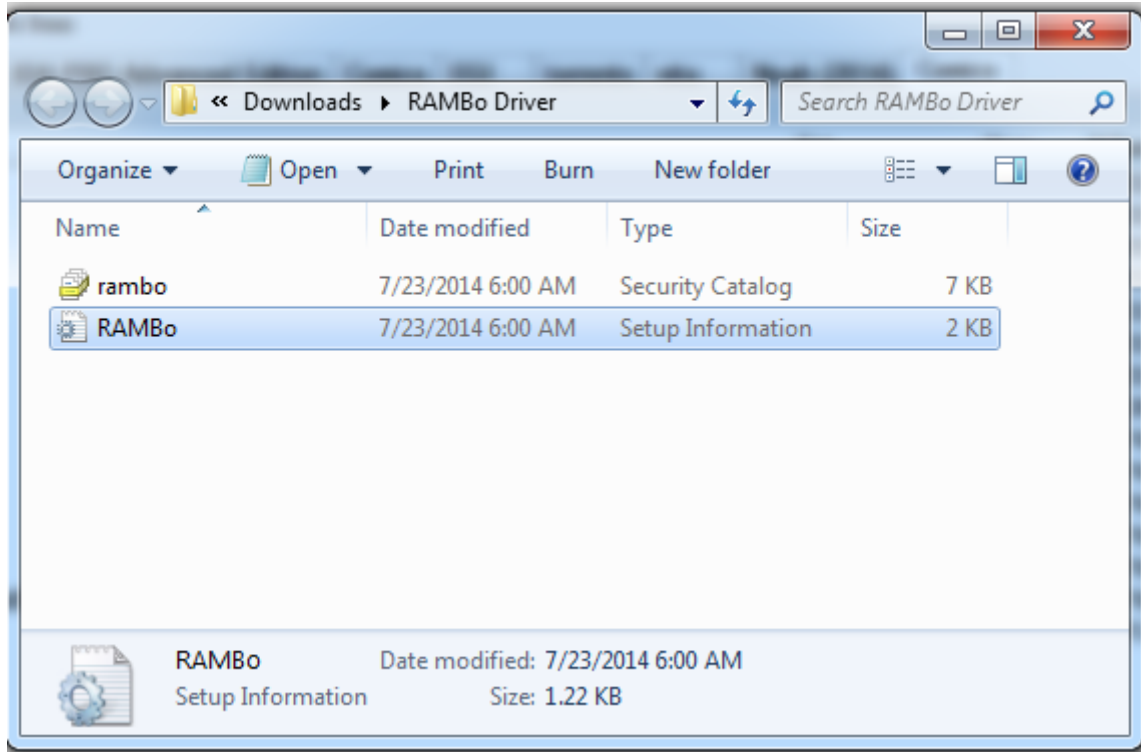 « Downloads ▸ RAMBo Driver Search RAMBo Driver
Organize Open Print Burn New folder
Name Date modified Type Size
rambo 7/23/2014 6:00 AM Security Catalog 7 KB
RAMBo 7/23/2014 6:00 AM Setup Information 2 KB
RAMBo Date modified: 7/23/2014 6:00 AM
Setup Information Size: 1.22 KB